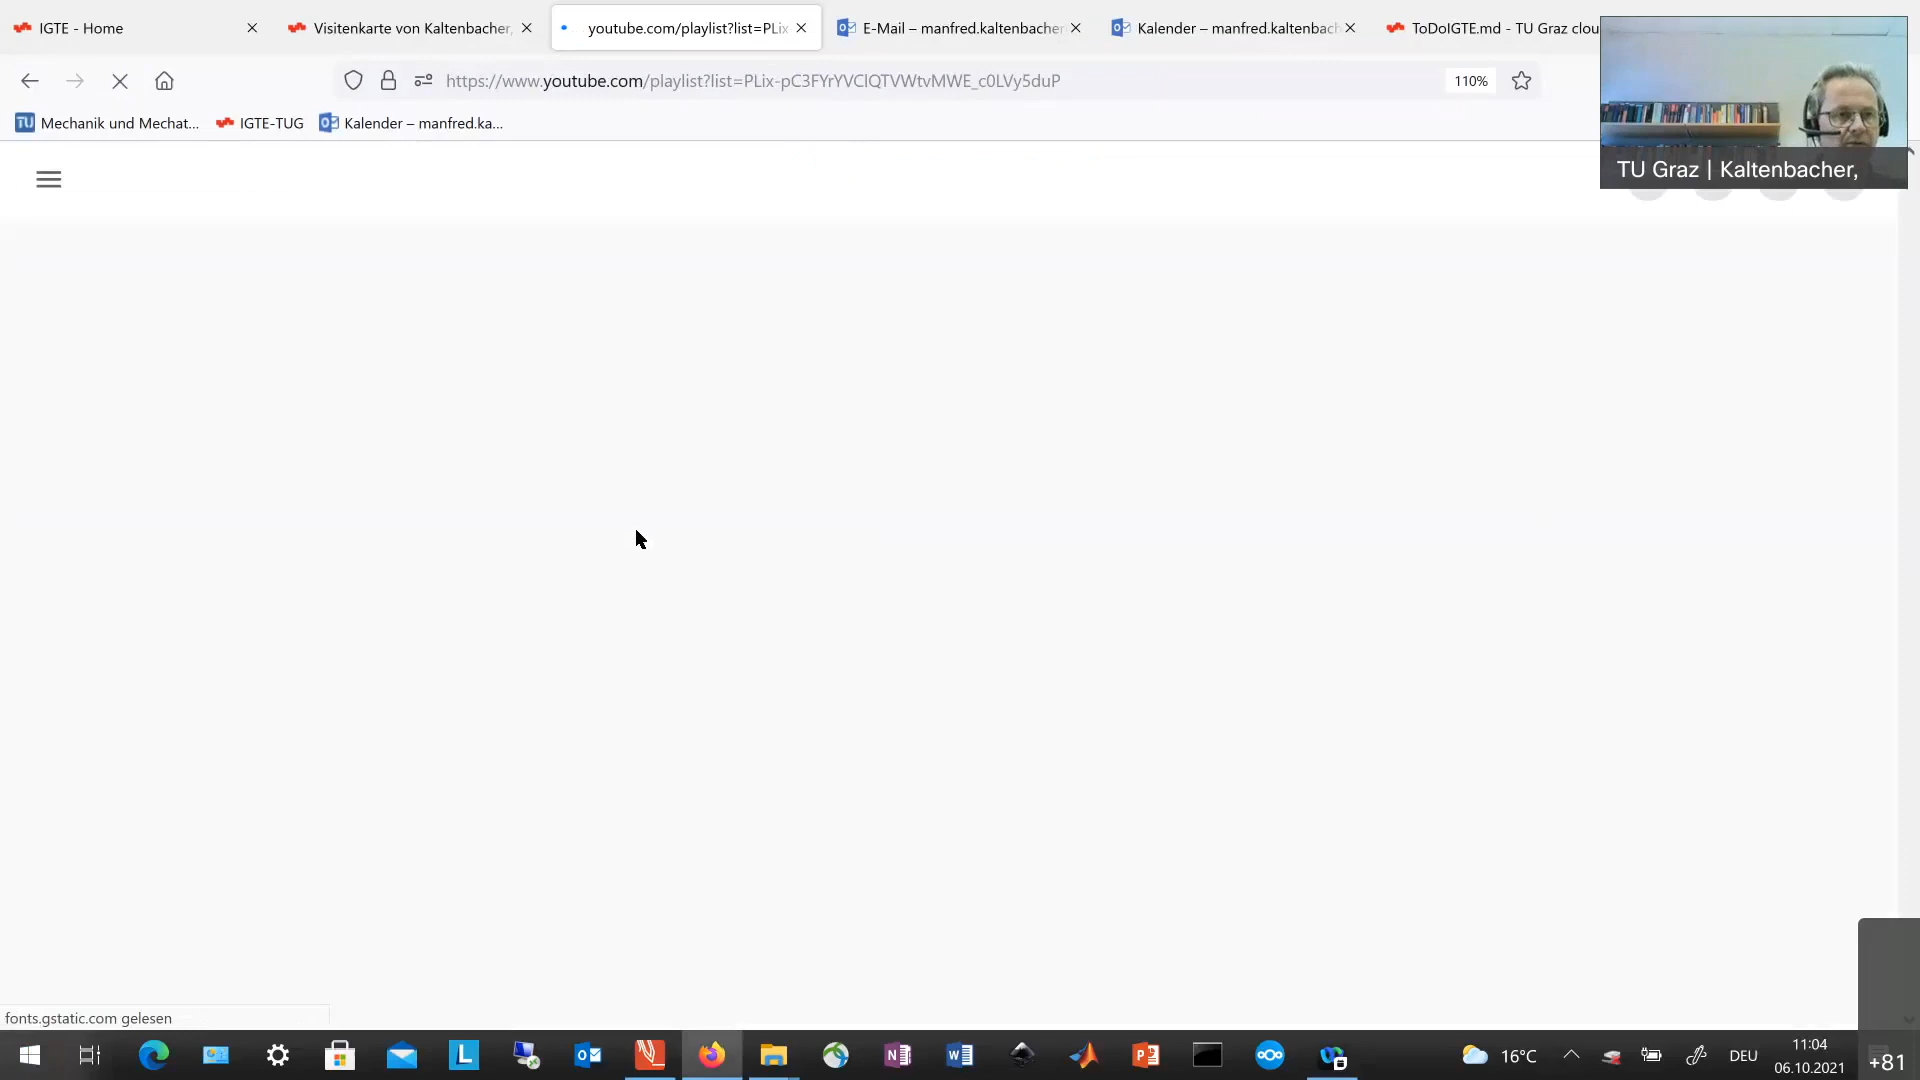 IGTE - Home
Visitenkarte von Kaltenbacher,
youtube.com/playlist?list=PLix
E-Mail – manfred.kaltenbacher
Kalender – manfred.kaltenbach
ToDoIGTE.md - TU Graz clou
https://www.youtube.com/playlist?list=PLix-pC3FYrYVClQTVWtvMWE_c0LVy5duP
110%
Mechanik und Mechat...
IGTE-TUG
Kalender – manfred.ka...
TU Graz | Kaltenbacher,
fonts.gstatic.com gelesen
16°C
DEU
11:04
06.10.2021
+81